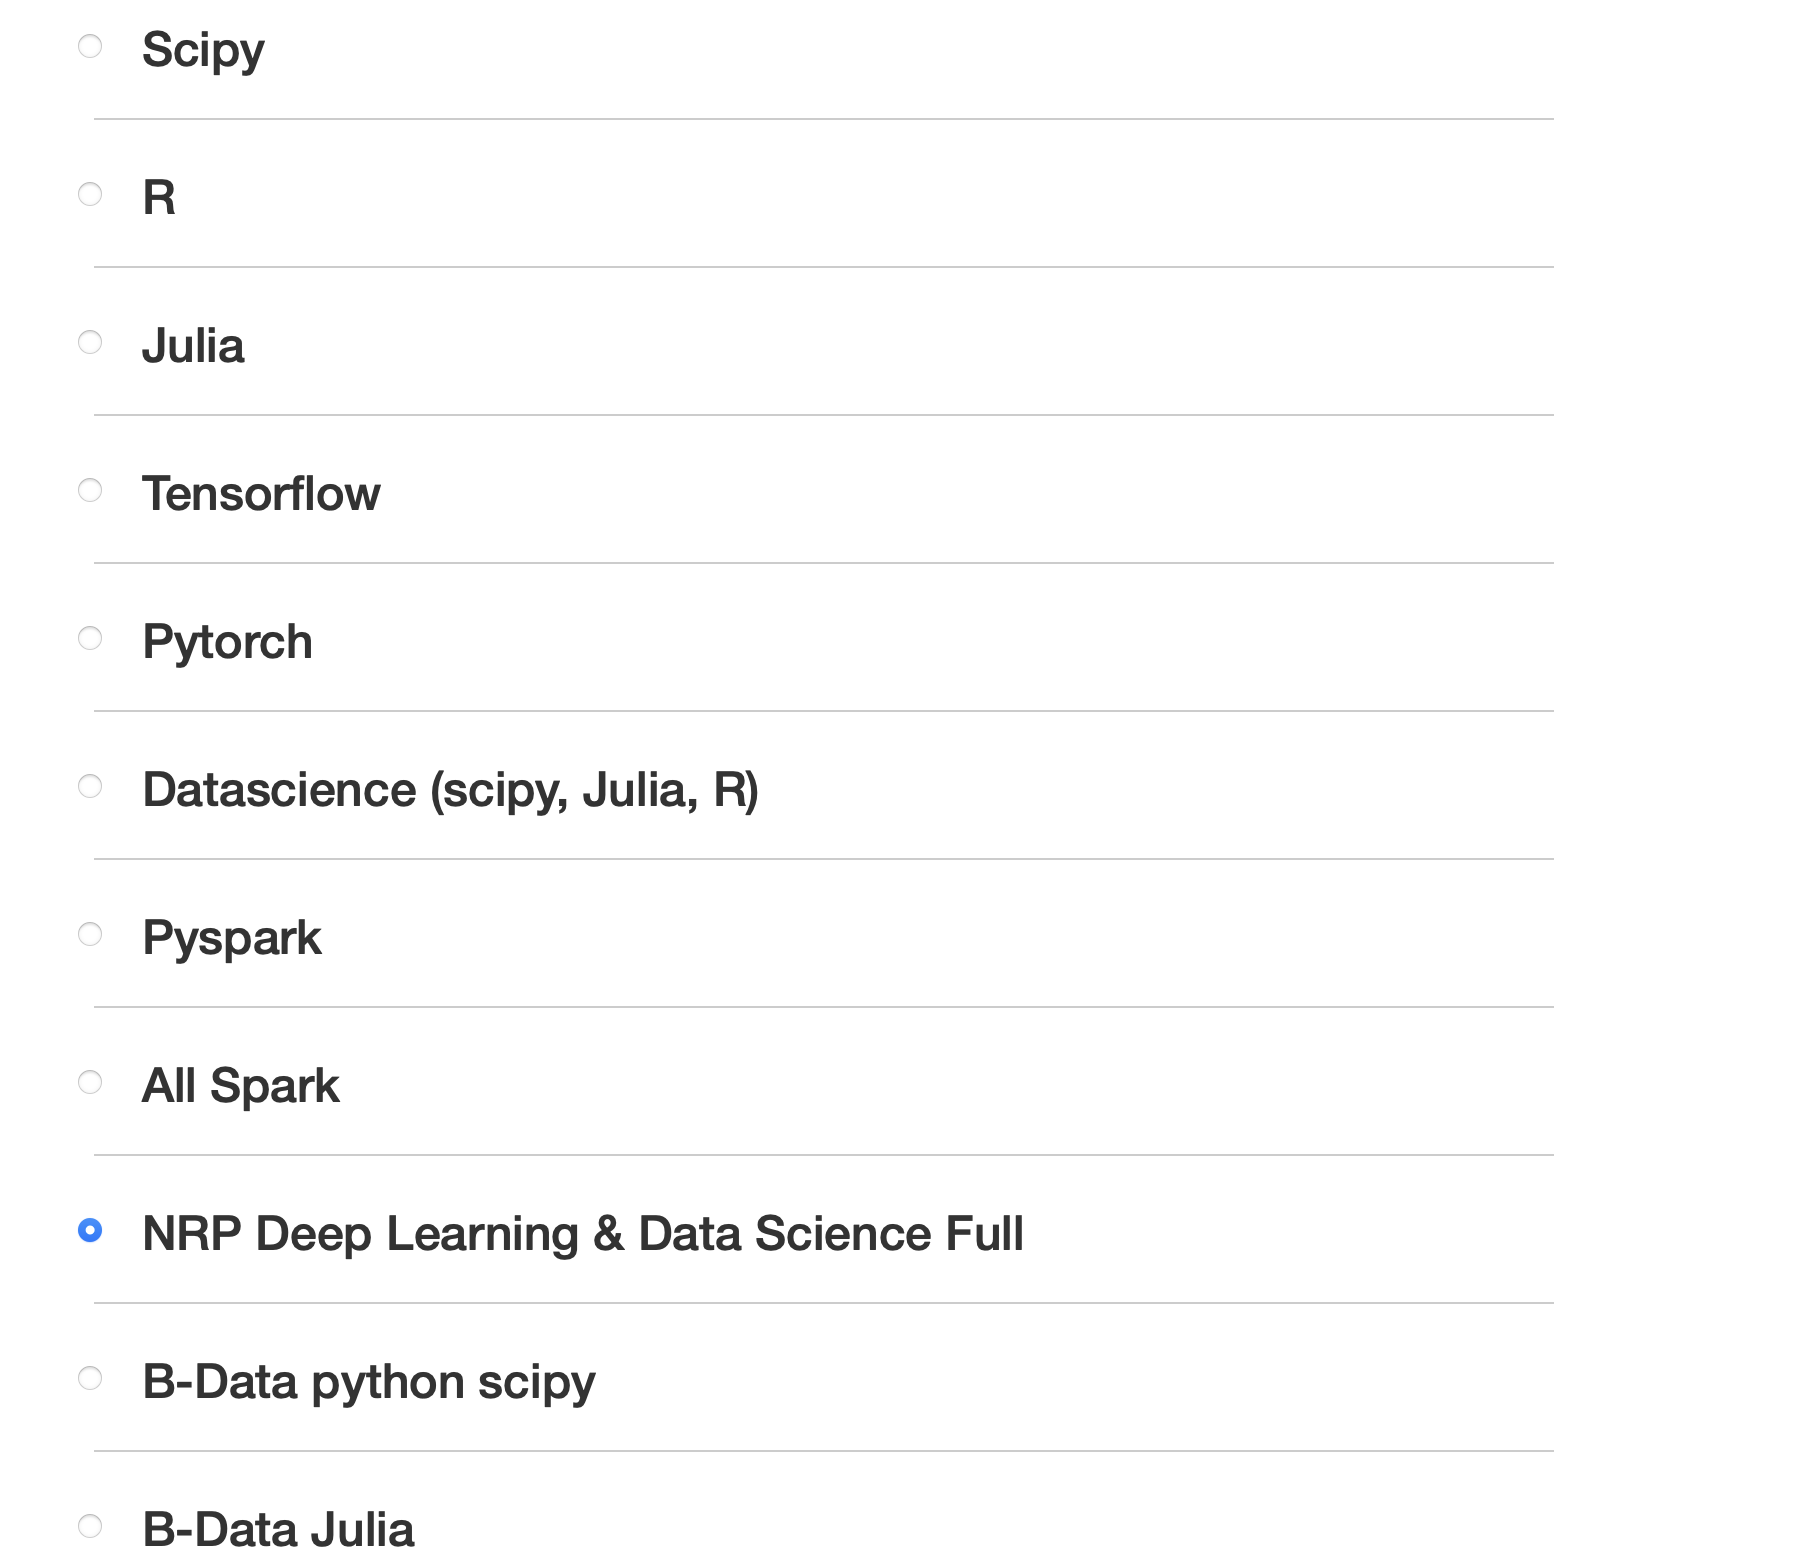 Scipy
R
Julia
Tensorflow
Pytorch
Datascience (scipy, Julia, R)
Pyspark
All Spark
NRP Deep Learning & Data Science Full
B-Data python scipy
B-Data Julia